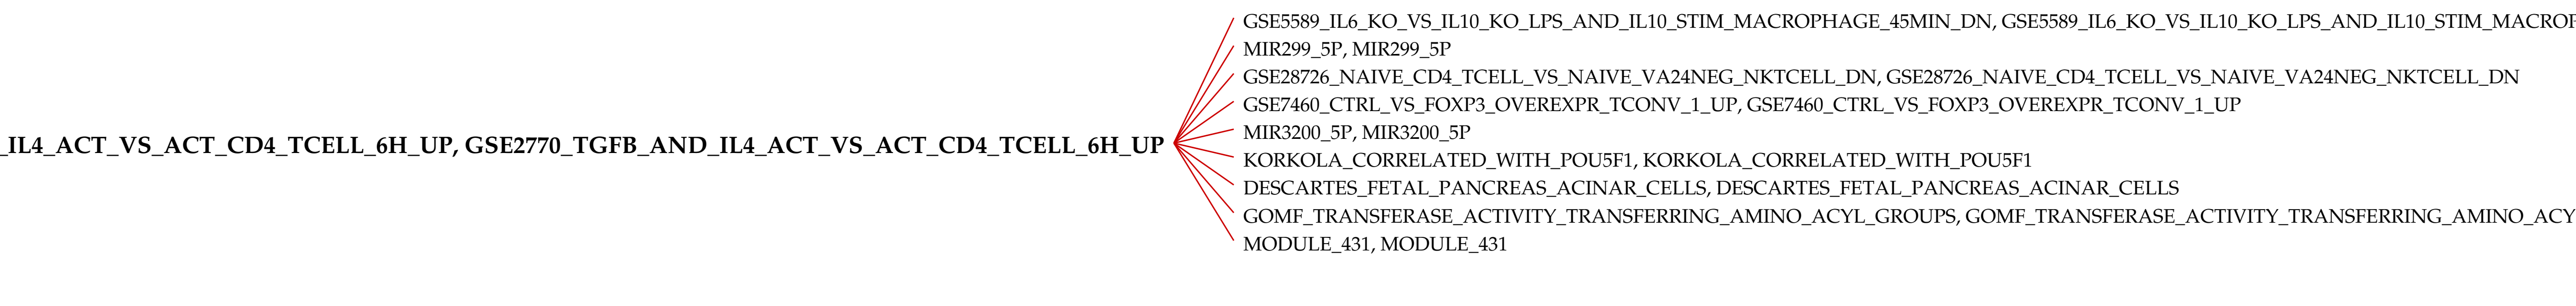 GSE5589_IL6_KO_VS_IL10_KO_LPS_AND_IL10_STIM_MACROPHAGE_45MIN_DN, GSE5589_IL6_KO_VS_IL10_KO_LPS_AND_IL10_STIM_MACROP
MIR299_5P, MIR299_5P
GSE28726_NAIVE_CD4_TCELL_VS_NAIVE_VA24NEG_NKTCELL_DN, GSE28726_NAIVE_CD4_TCELL_VS_NAIVE_VA24NEG_NKTCELL_DN
GSE7460_CTRL_VS_FOXP3_OVEREXPR_TCONV_1_UP, GSE7460_CTRL_VS_FOXP3_OVEREXPR_TCONV_1_UP
MIR3200_5P, MIR3200_5P
_IL4_ACT_VS_ACT_CD4_TCELL_6H_UP, GSE2770_TGFB_AND_IL4_ACT_VS_ACT_CD4_TCELL_6H_UP
KORKOLA_CORRELATED_WITH_POU5F1, KORKOLA_CORRELATED_WITH_POU5F1
DESCARTES_FETAL_PANCREAS_ACINAR_CELLS, DESCARTES_FETAL_PANCREAS_ACINAR_CELLS
GOMF_TRANSFERASE_ACTIVITY_TRANSFERRING_AMINO_ACYL_GROUPS, GOMF_TRANSFERASE_ACTIVITY_TRANSFERRING_AMINO_ACY
MODULE_431, MODULE_431